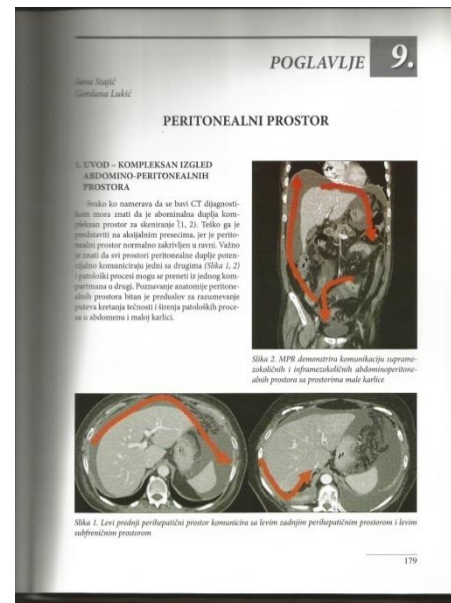 POGLAVLJE 9.
Sava Stajić
Gordana Lukić
PERITONEALNI PROSTOR
1. UVOD – KOMPLEKSAN IZGLED
ABDOMINO-PERITONEALNIH
PROSTORA
Svako ko namerava da se bavi CT dijagnosti-
kom mora znati da je abominalna duplja kom-
pleksan prostor za skeniranje (1, 2). Teško ga je
predstaviti na aksijalnim presecima, jer je perito-
nealni prostor normalno zakrivljen u ravni. Važno
je znati da svi prostori peritonealne duplje poten-
cijalno komuniciraju jedni sa drugima (Slika 1, 2)
i patološki procesi mogu se preneti iz jednog kom-
partmana u drugi. Poznavanje anatomije peritone-
alnih prostora bitan je preduslov za razumevanje
puteva kretanja tečnosti i širenja patoloških proce-
sa u abdomenu i maloj karlici.
Slika 2. MPR demonstrira komunikaciju suprame-
zokoličnih i inframezokoličnih abdominoperitone-
alnih prostora sa prostorima male karlice
Slika 1. Levi prednji perihepatični prostor komunicira sa levim zadnjim perihepatičnim prostorom i levim
subfreničnim prostorom
179